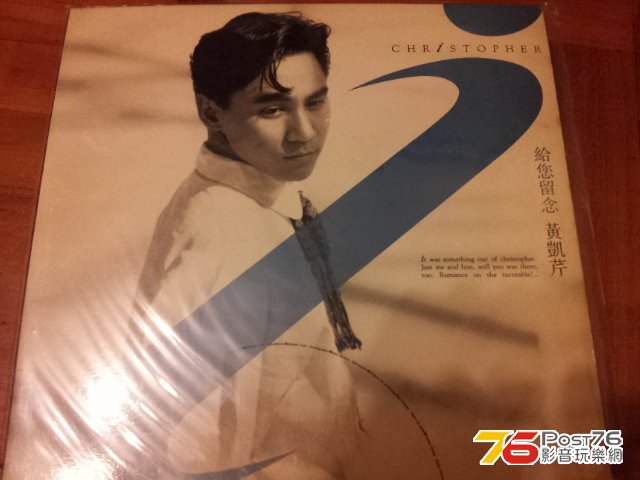 CHRiSTOPHER
給您留念 黃凱芹
It was something out of christopher.
Just me and him, well you was there,
too. Romance on the turntable!...
76 Post76
影音玩樂網